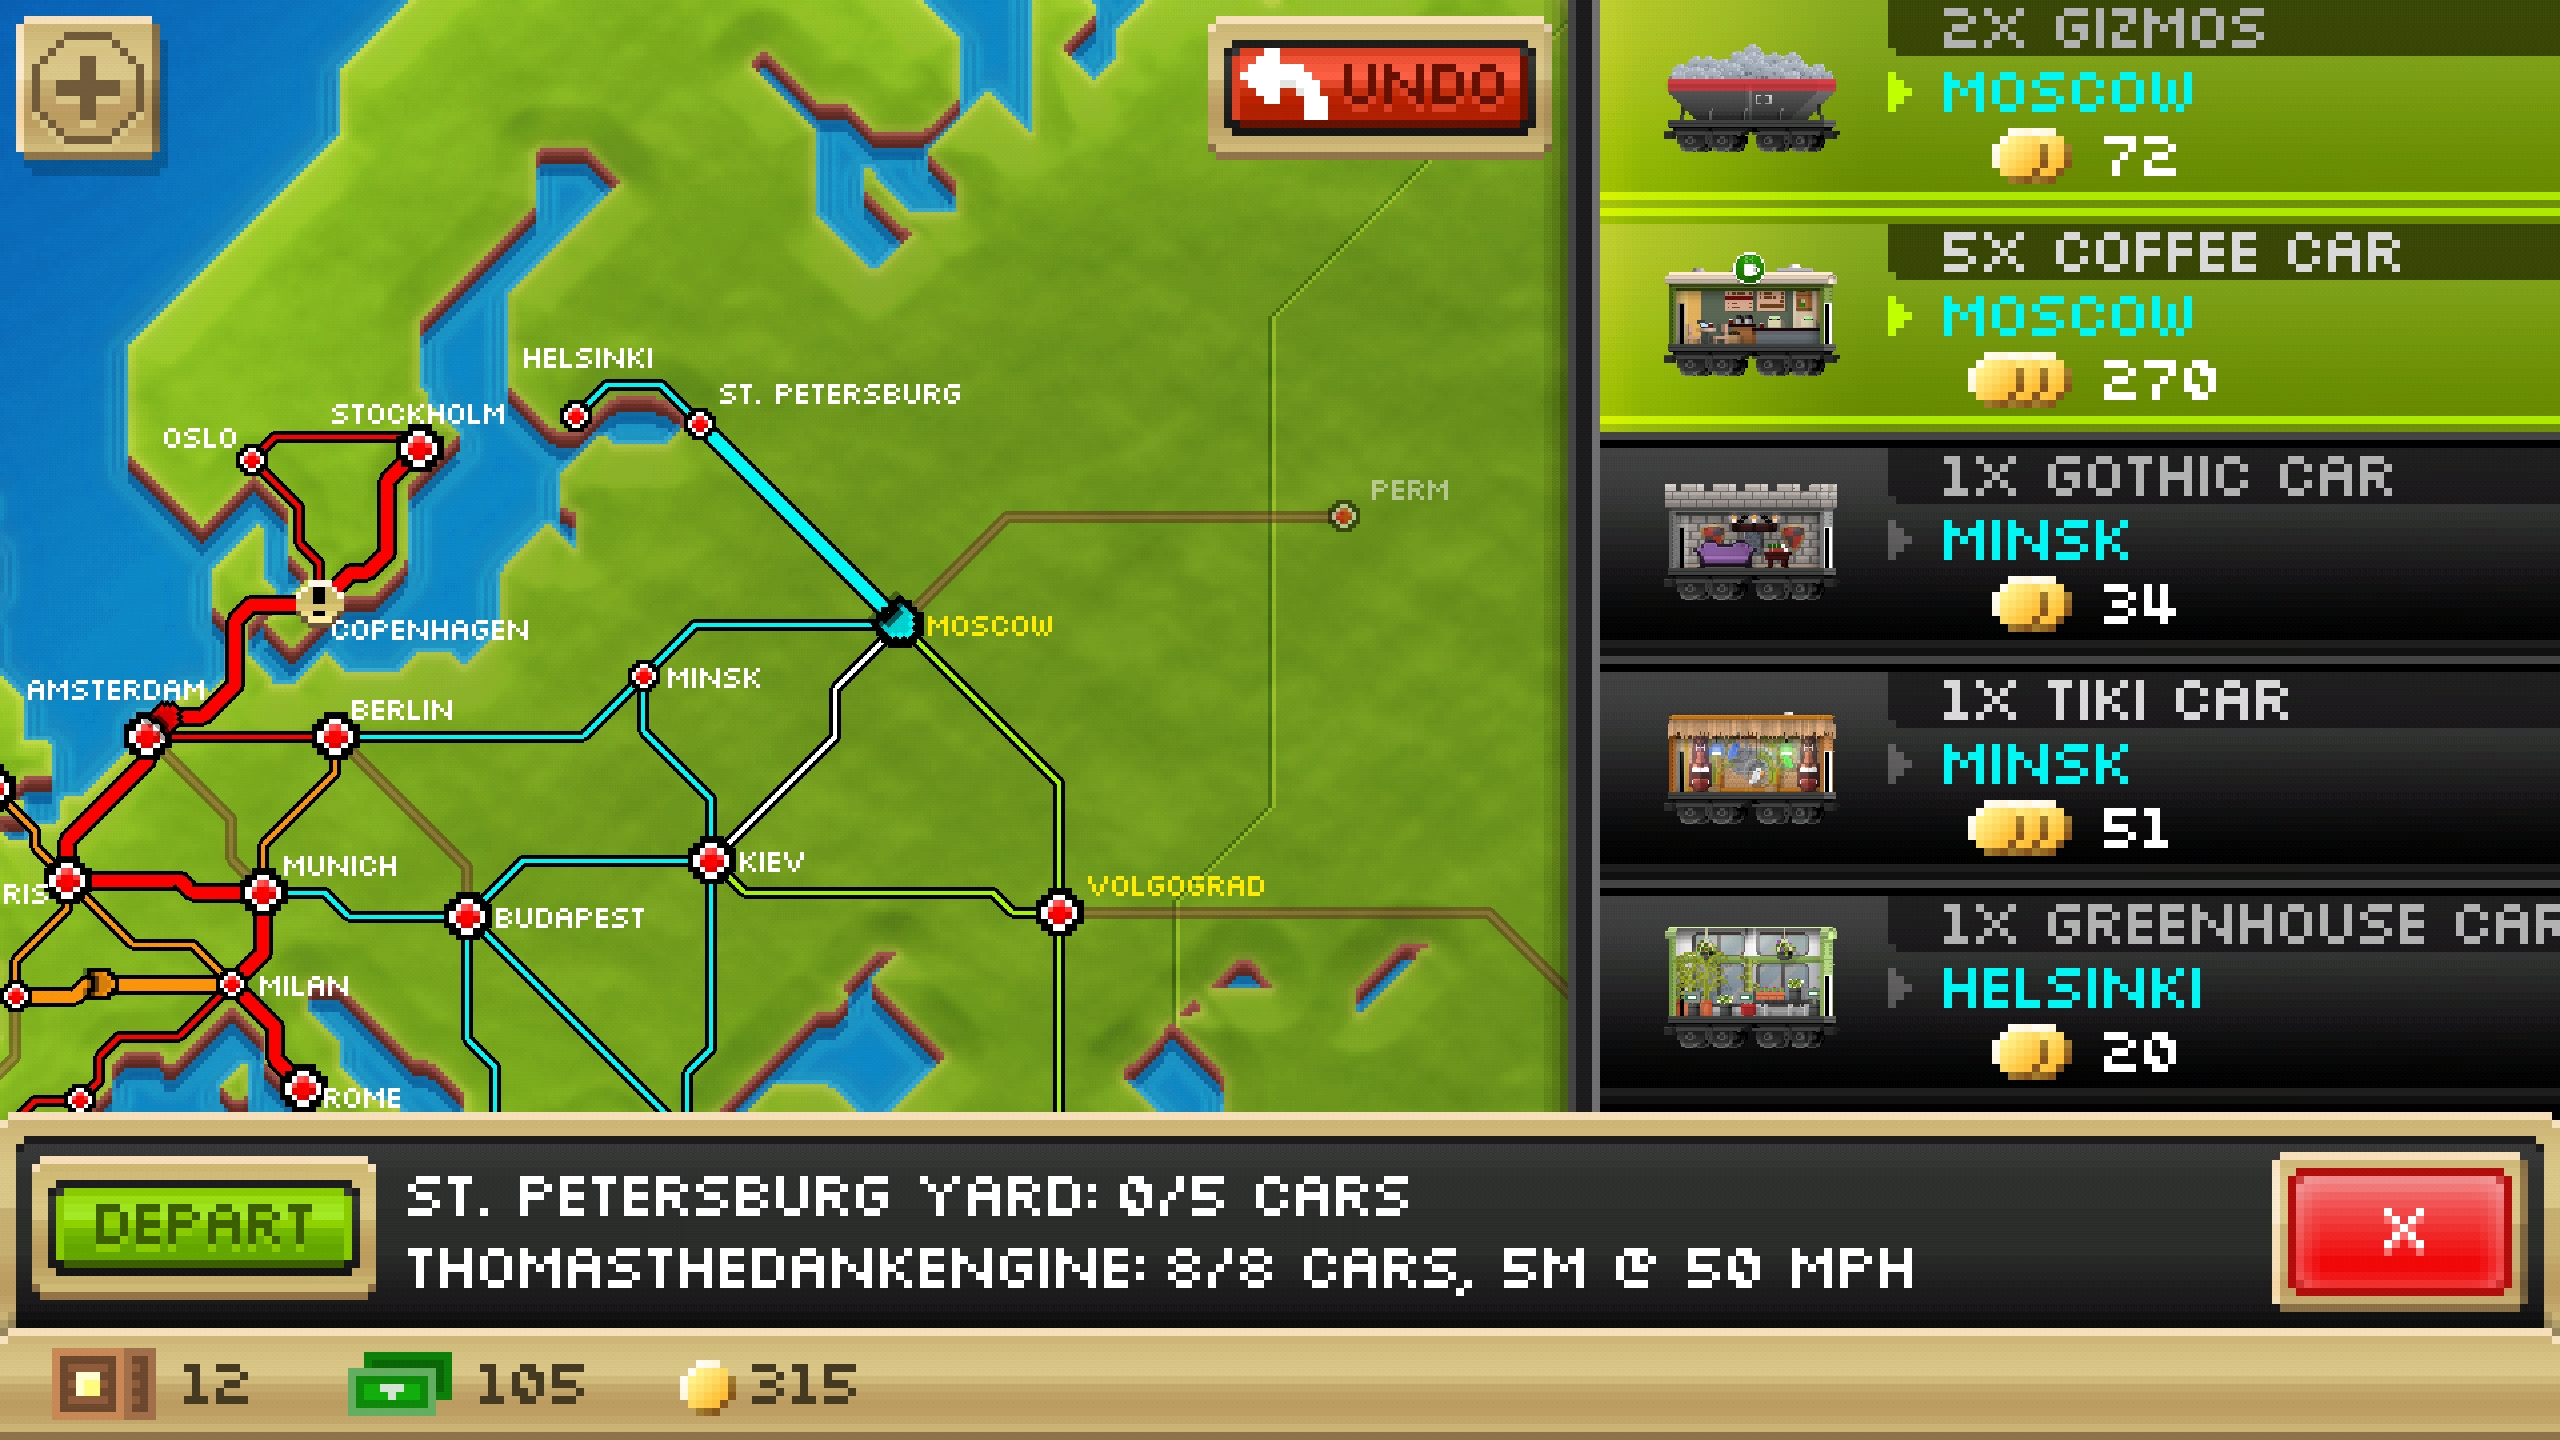 UNDO
HELSINKI
ST. PETERSBURG
STOCKHOLM
OSLO
PERM
COPENHAGEN
MOSCOW
MINSK
AMSTERDAM
BERLIN
MUNICH
KIEV
RIS
VOLGOGRAD
BUDAPEST
MILAN
ROME
2X GIZMOS
MOSCOW
72
5X COFFEE CAR
MOSCOW
270
1X GOTHIC CAR
MINSK
34
1X TIKI CAR
MINSK
51
1X GREENHOUSE CAR
HELSINKI
20
DEPART
ST. PETERSBURG YARD: 0/5 CARS
THOMASTHEDANKENGINE: 8/8 CARS, 5M @ 50 MPH
X
12
105
315